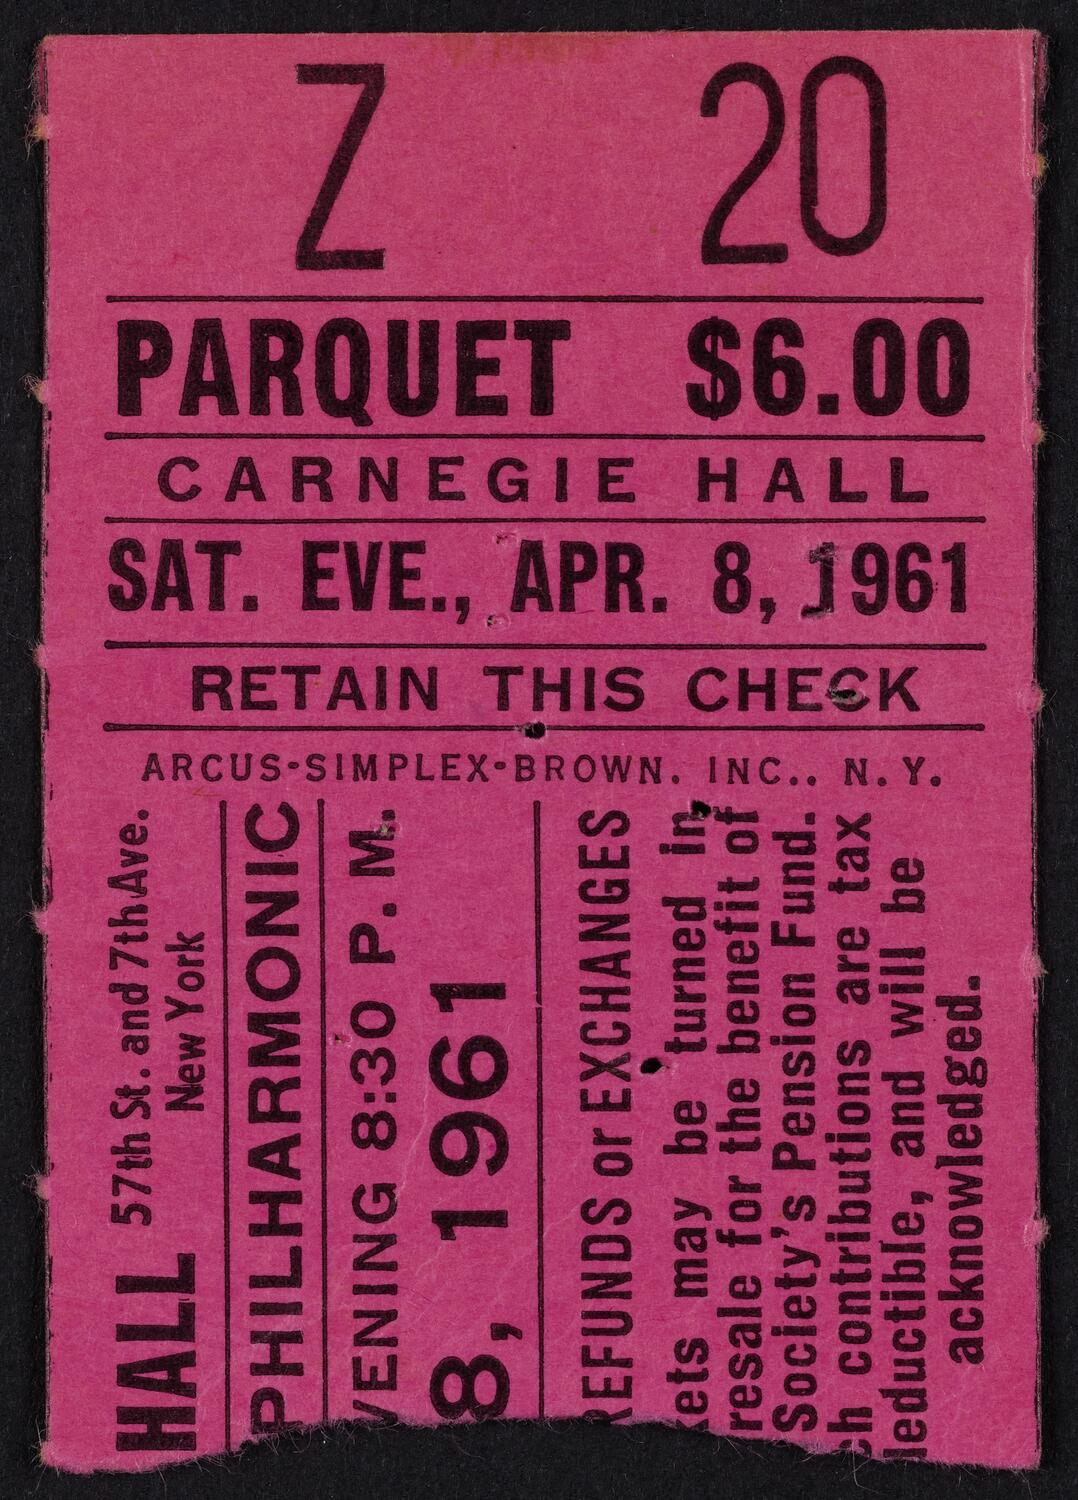 Z 20
PARQUET $6.00
CARNEGIE HALL
SAT. EVE., APR. 8, 1961
RETAIN THIS CHECK
ARCUS-SIMPLEX-BROWN. INC.. N.Y.
HALL 57th St. and 7th Ave.
New York
PHILHARMONIC
VENING 8:30 P. M.
8, 1961
REFUNDS or EXCHANGES
kets may be turned in
resale for the benefit of
Society's Pension Fund.
ch contributions are tax
deductible, and will be
acknowledged.